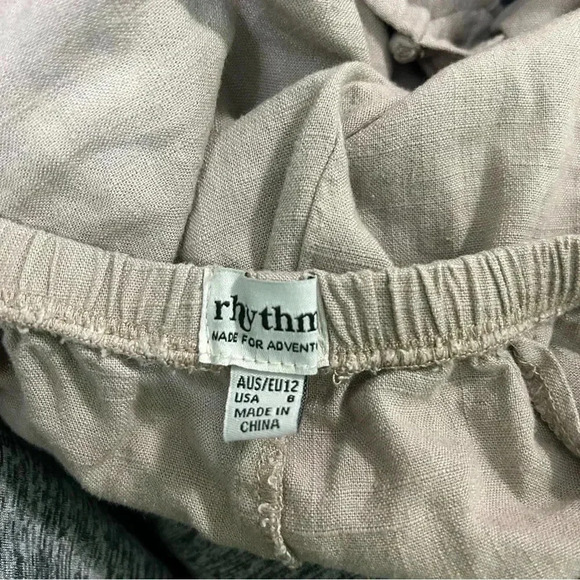 rhythm
MADE FOR ADVENT
AUS/EU12
USA 8
MADE IN
CHINA